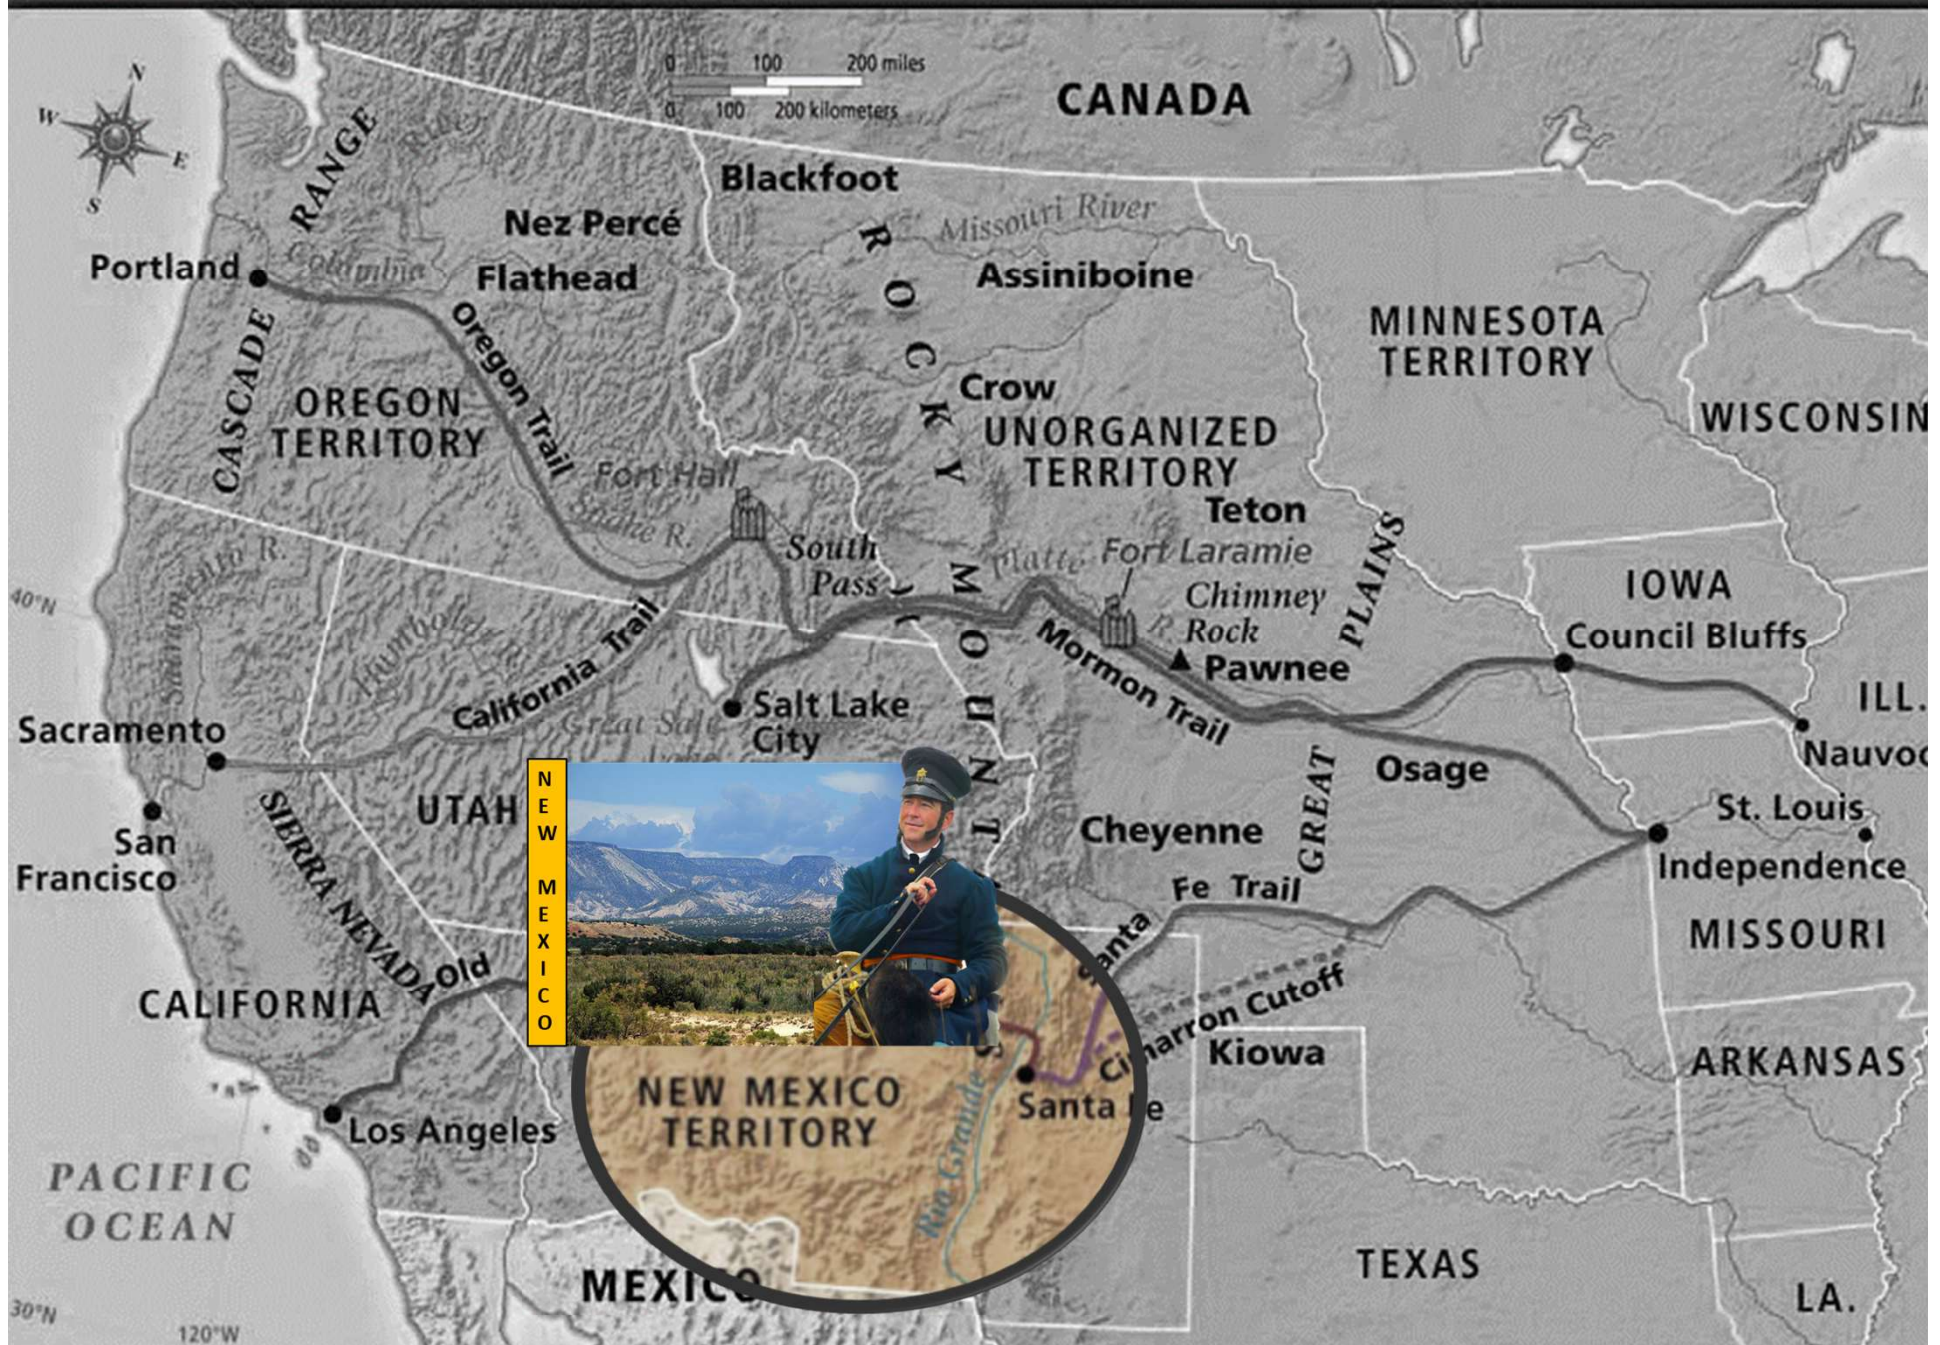 0 100 200 miles
0 100 200 kilometers
N
W
E
S
CANADA
RANGE
River
Blackfoot
Nez Percé
Missouri River
Portland
Columbia
Flathead
Assiniboine
ROCKY MOUNT
S
CASCADE
Oregon Trail
MINNESOTA
TERRITORY
OREGON
TERRITORY
Crow
UNORGANIZED
TERRITORY
WISCONSIN
Fort Hall
Snake R.
Teton
South
Pass
Platte
R.
Fort Laramie
Chimney
Rock
PLAINS
GREAT
IOWA
Council Bluffs
40°N
Sacramento R.
Humboldt
California Trail
Mormon Trail
Pawnee
Great Salt
Salt Lake
City
ILL.
Nauvoo
Sacramento
Osage
San
Francisco
SIERRA NEVADA
UTAH
NEW MEXICO
Cheyenne
St. Louis
Independence
Santa Fe Trail
MISSOURI
Old
CALIFORNIA
Cimarron Cutoff
Kiowa
ARKANSAS
NEW MEXICO
TERRITORY
Rio Grande
Santa Fe
Los Angeles
PACIFIC
OCEAN
MEXICO
TEXAS
LA.
30°N
120°W